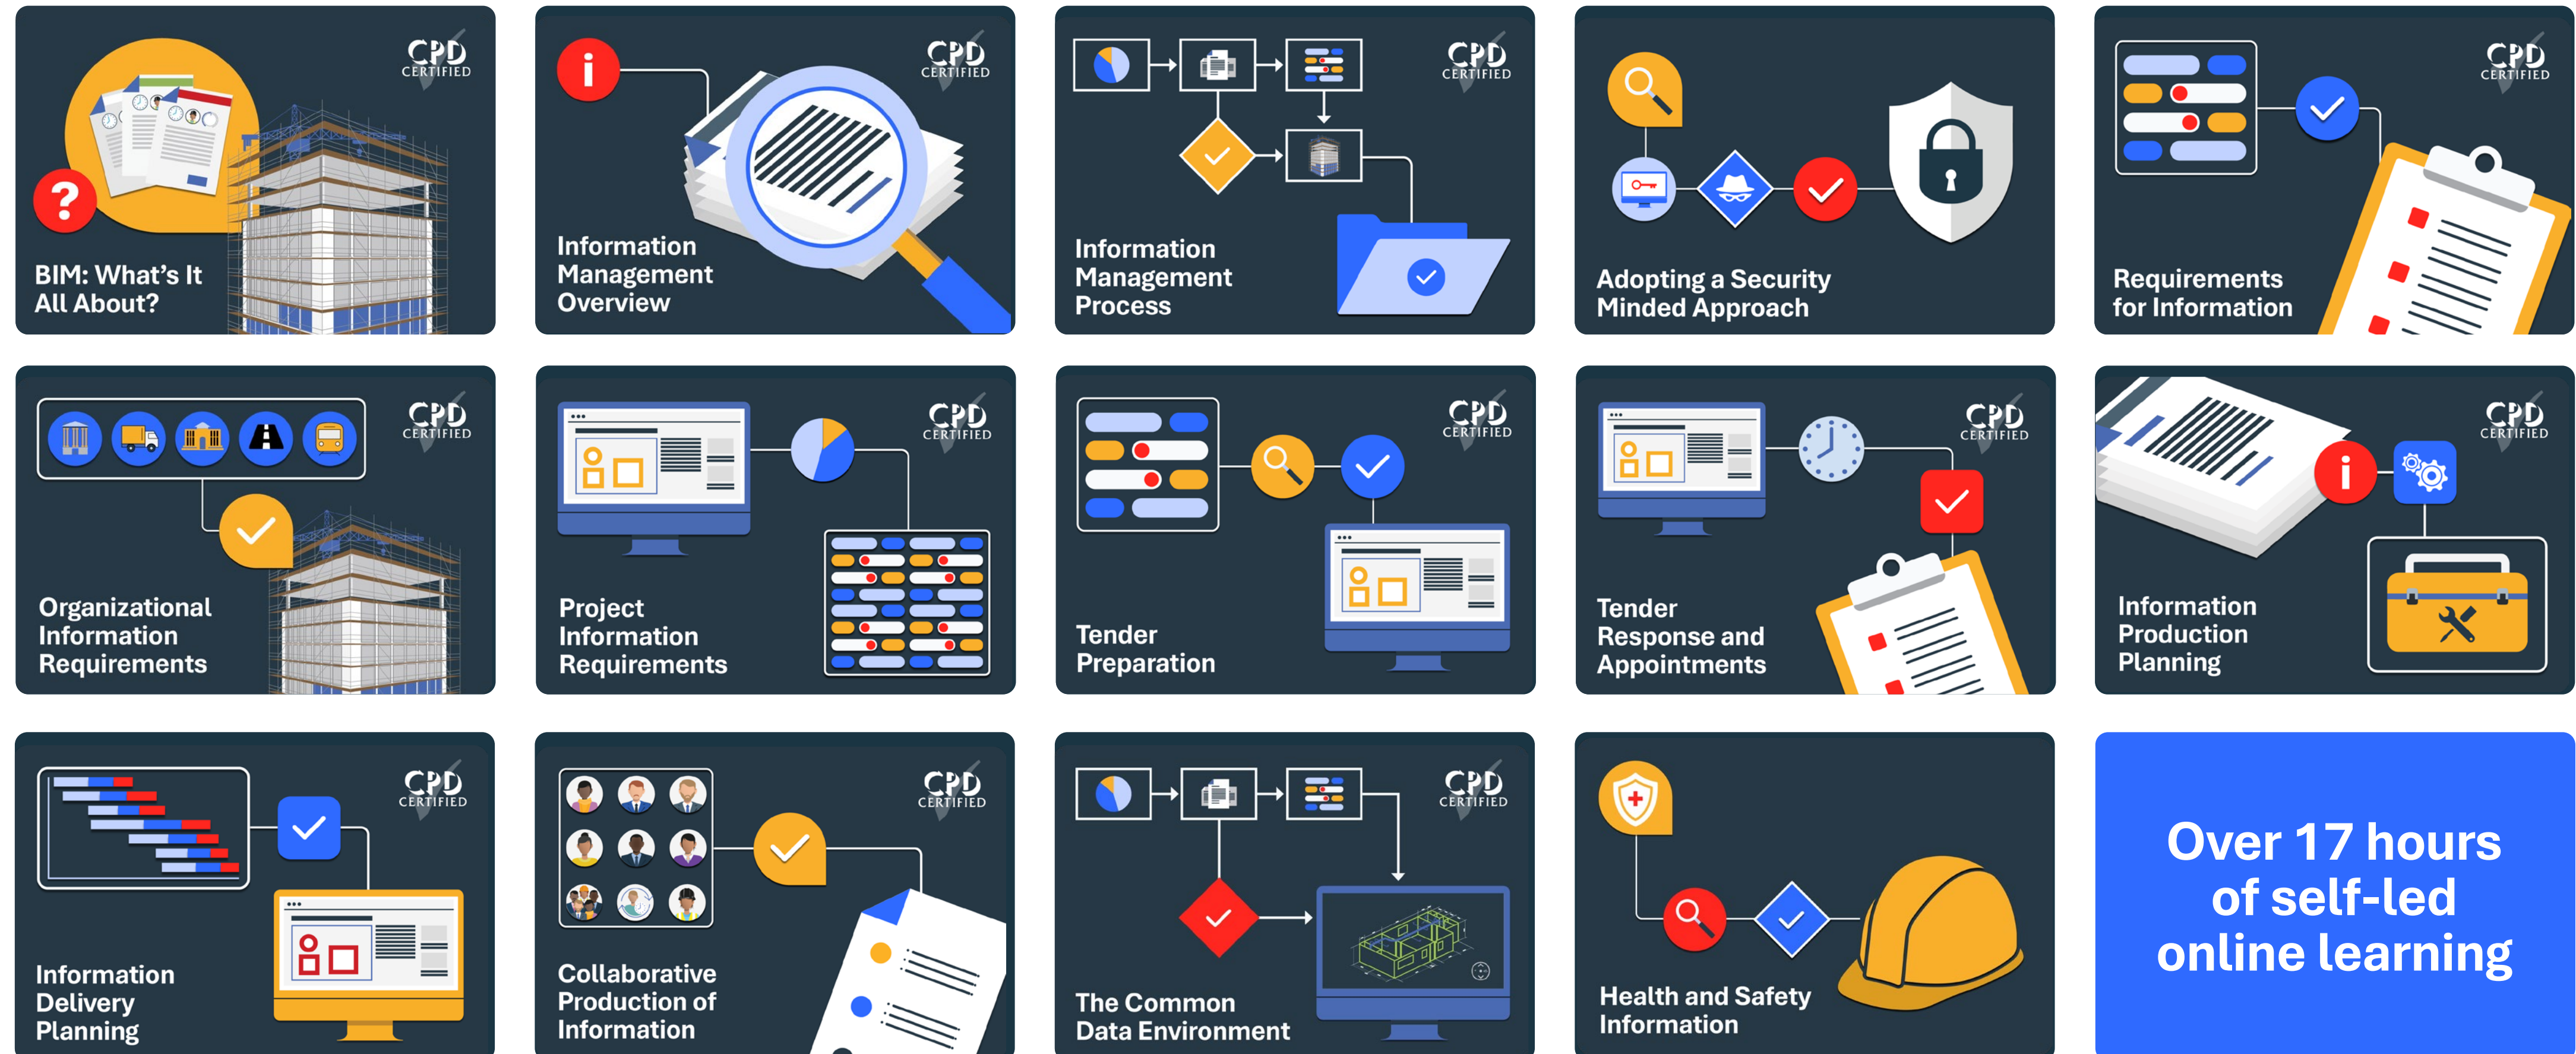 CPD
CERTIFIED
?
BIM: What's It
All About?
CPD
CERTIFIED
i
Information
Management
Overview
CPD
CERTIFIED
Information
Management
Process
Adopting a Security
Minded Approach
CPD
CERTIFIED
Requirements
for Information
CPD
CERTIFIED
Organizational
Information
Requirements
CPD
CERTIFIED
Project
Information
Requirements
CPD
CERTIFIED
Tender
Preparation
CPD
CERTIFIED
Tender
Response and
Appointments
CPD
CERTIFIED
i
Information
Production
Planning
CPD
CERTIFIED
Information
Delivery
Planning
CPD
CERTIFIED
Collaborative
Production of
Information
CPD
CERTIFIED
The Common
Data Environment
Health and Safety
Information
Over 17 hours
of self-led
online learning